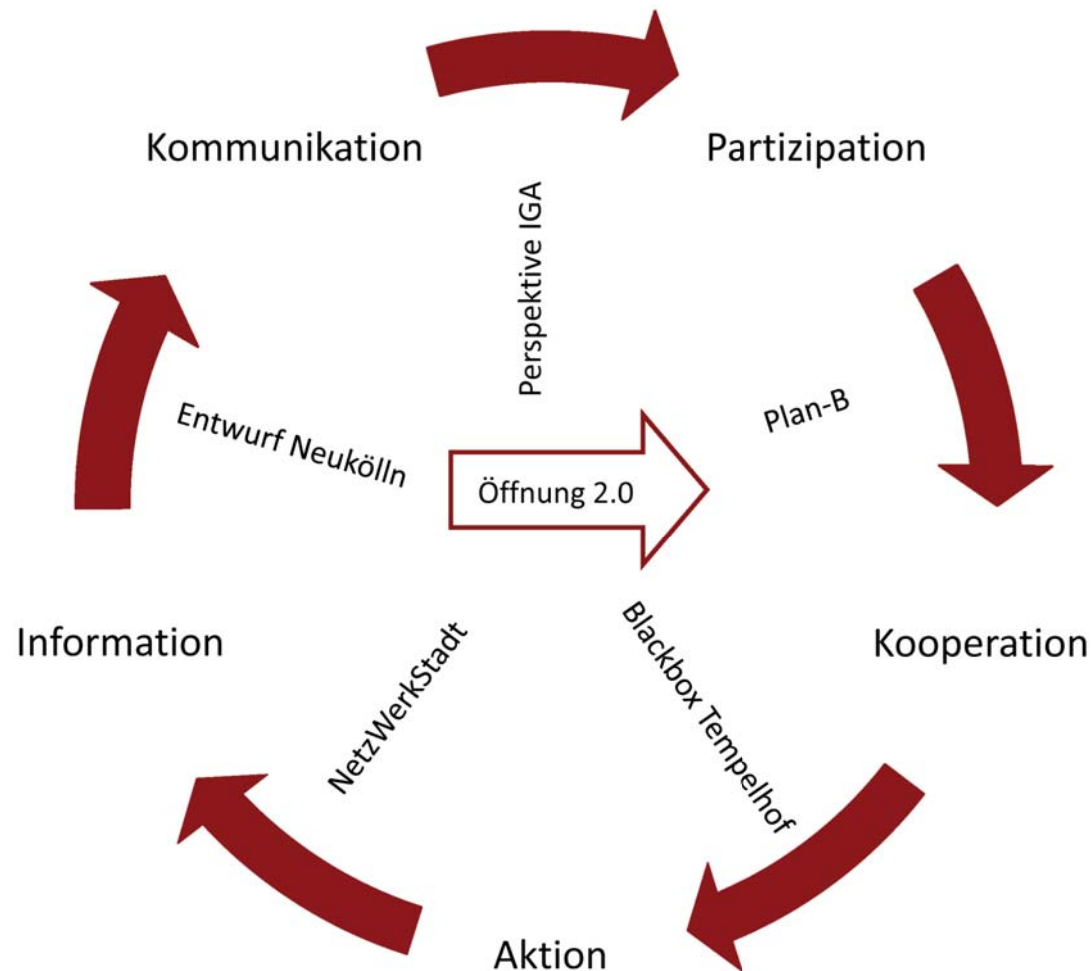 Kommunikation
Partizipation
Perspektive IGA
Plan-B
Entwurf Neukölln
Öffnung 2.0
Information
Kooperation
NetzWerkStadt
Blackbox Tempelhof
Aktion